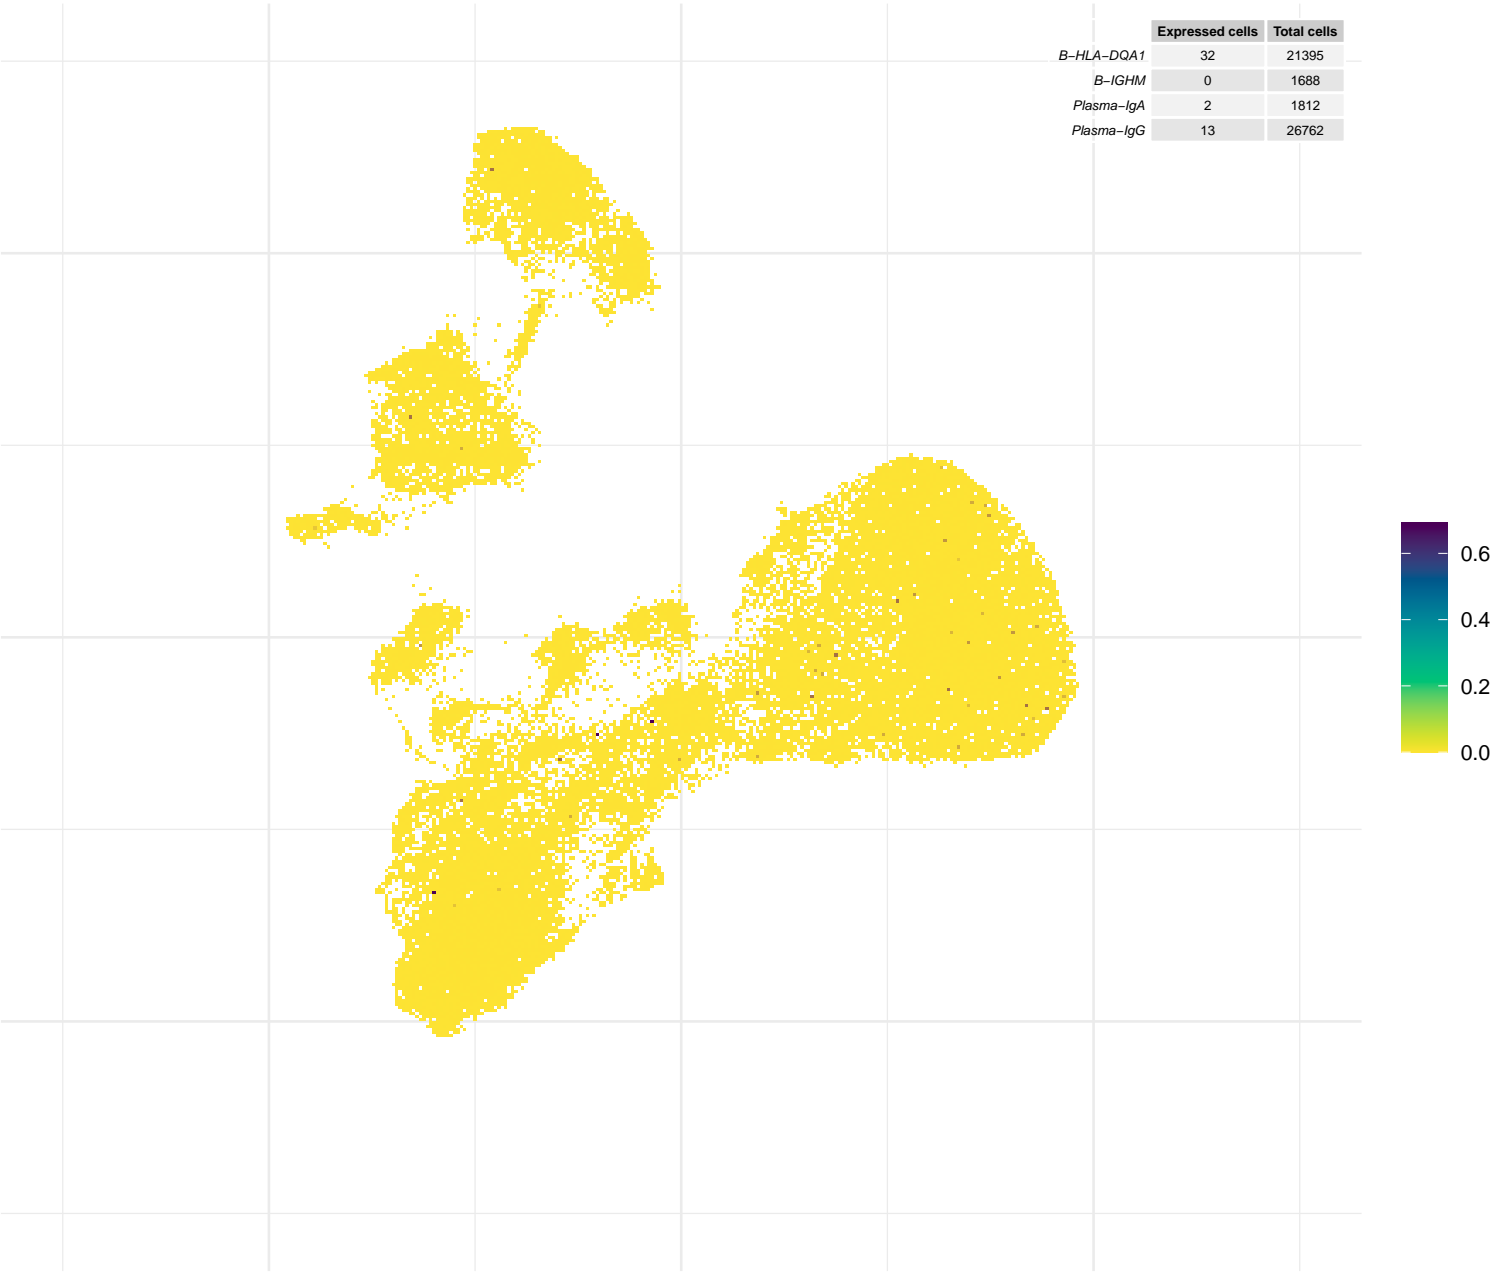 Expressed cells Total cells
B−HLA−DQA1 32 21395
B−IGHM 0 1688
Plasma−IgA 2 1812
Plasma−IgG 13 26762
0.6
0.4
0.2
0.0